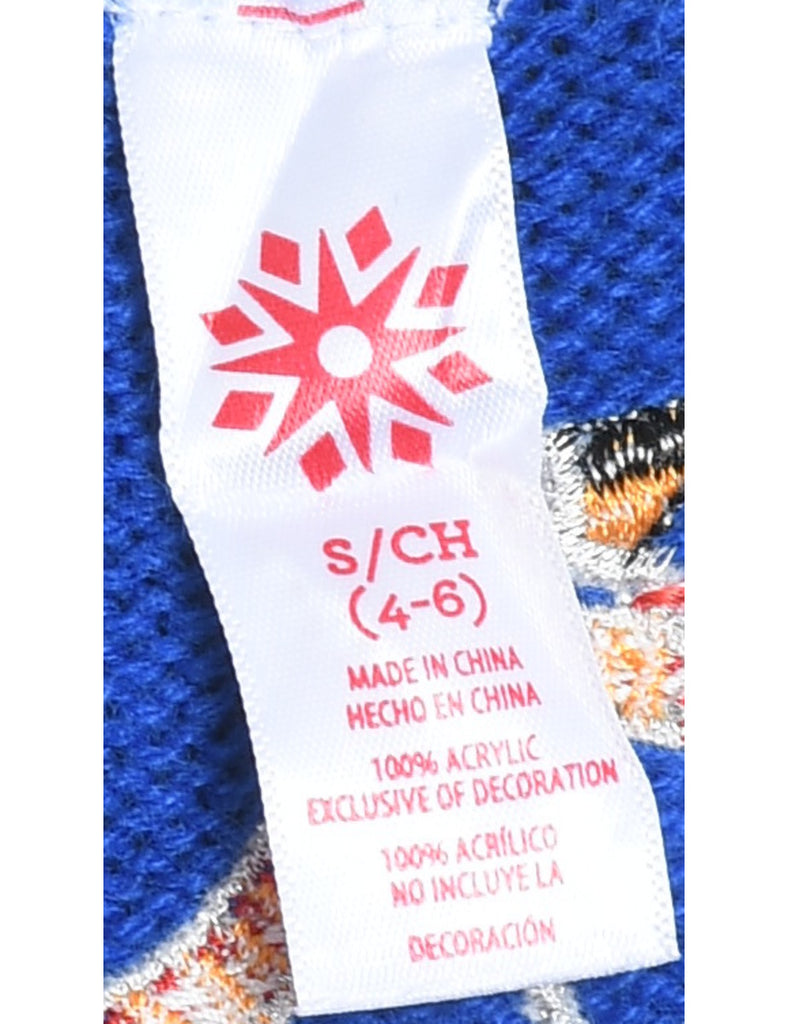 S/CH
(4-6)
MADE IN CHINA
HECHO EN CHINA
100% ACRYLIC
EXCLUSIVE OF DECORATION
100% ACRÍLICO
NO INCLUYE LA
DECORACIÓN